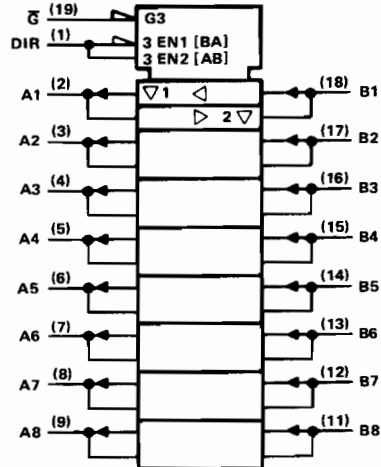 G̅ (19) G3
DIR (1) 3 EN1 [BA]
3 EN2 [AB]
A1 (2) ▽1 ◁ (18) B1
▷ 2▽
A2 (3) (17) B2
A3 (4) (16) B3
A4 (5) (15) B4
A5 (6) (14) B5
A6 (7) (13) B6
A7 (8) (12) B7
A8 (9) (11) B8